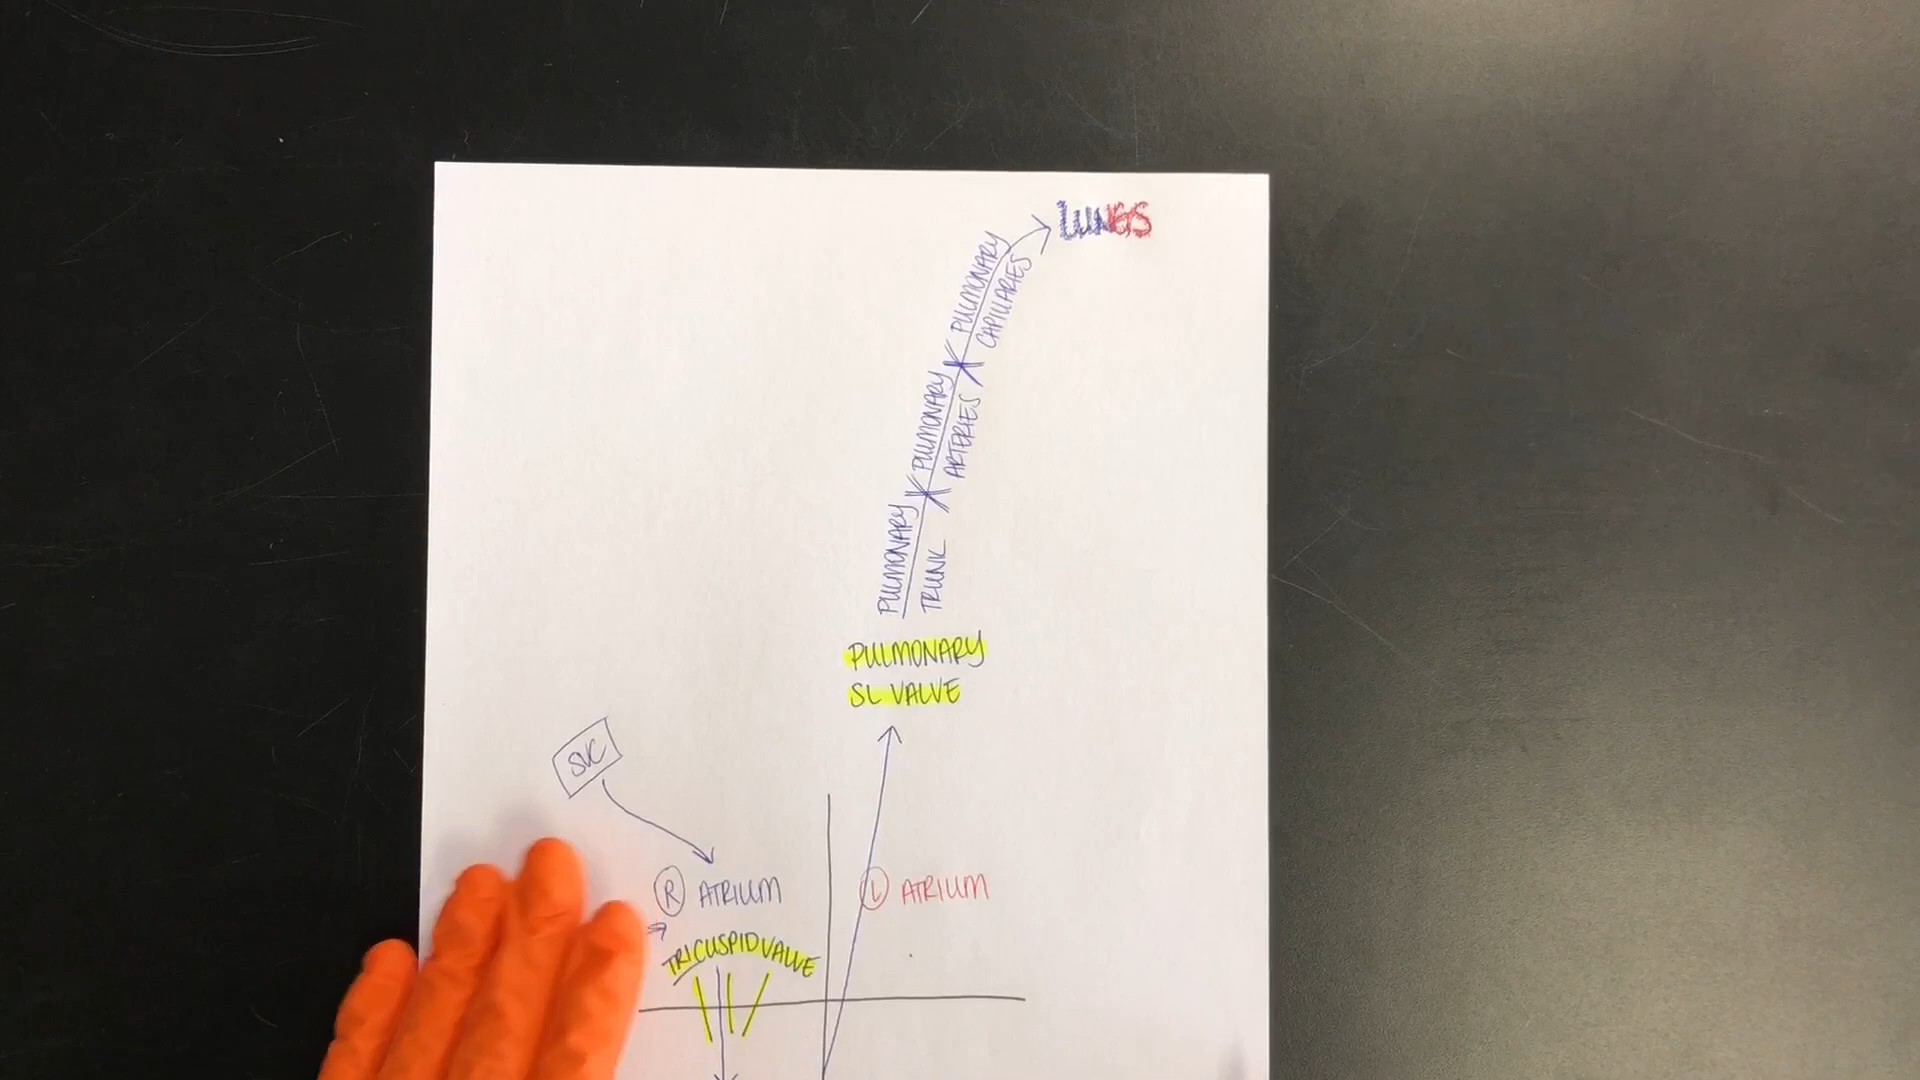 LUNGS
PULMONARY
CAPILLARIES
PULMONARY
ARTERIES
PULMONARY
TRUNK
PULMONARY
SL VALVE
SVC
R ATRIUM
L ATRIUM
TRICUSPID VALVE